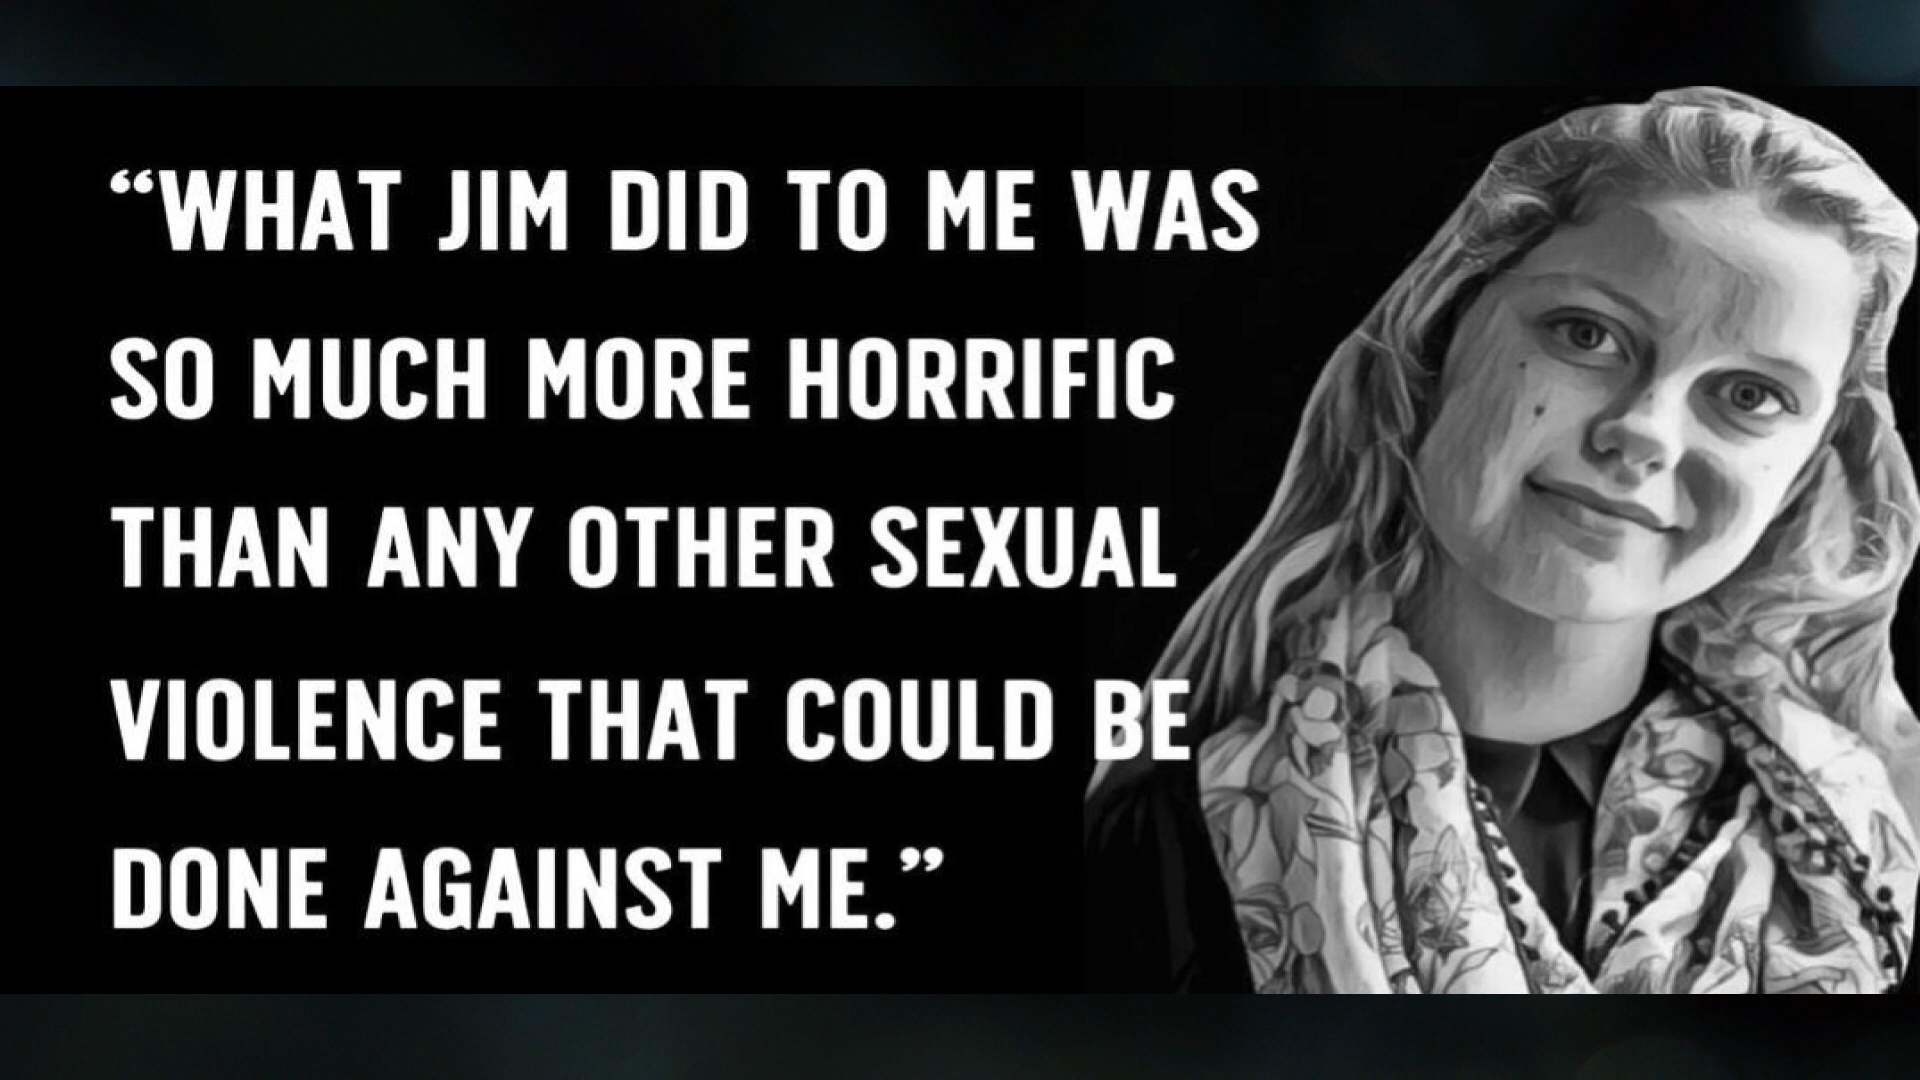 “WHAT JIM DID TO ME WAS
SO MUCH MORE HORRIFIC
THAN ANY OTHER SEXUAL
VIOLENCE THAT COULD BE
DONE AGAINST ME.”